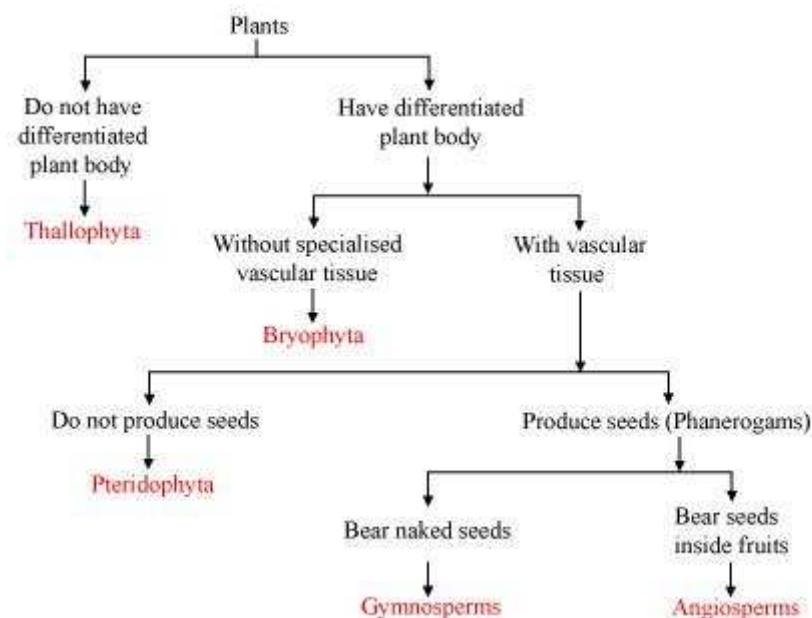 Plants
Do not have
differentiated
plant body
Have differentiated
plant body
Thallophyta
Without specialised
vascular tissue
With vascular
tissue
Bryophyta
Do not produce seeds
Produce seeds (Phanerogams)
Pteridophyta
Bear naked seeds
Bear seeds
inside fruits
Gymnosperms
Angiosperms